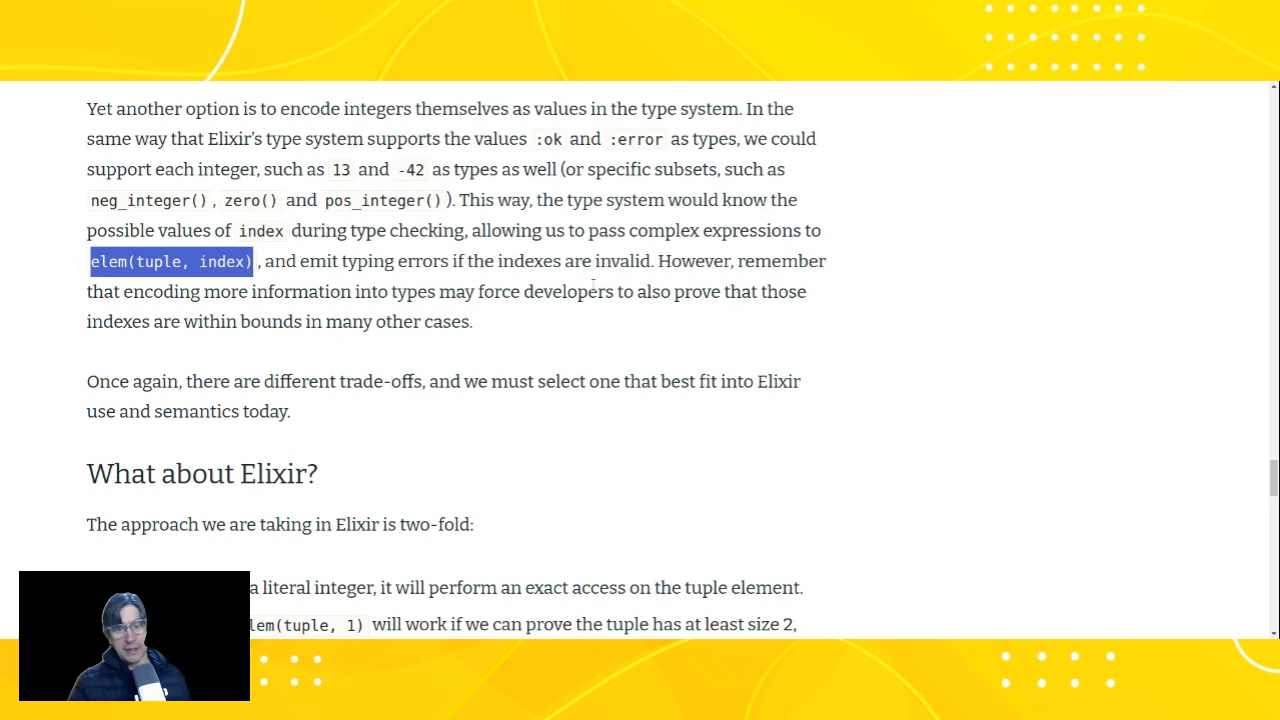 Yet another option is to encode integers themselves as values in the type system. In the
same way that Elixir’s type system supports the values :ok and :error as types, we could
support each integer, such as 13 and -42 as types as well (or specific subsets, such as
neg_integer(), zero() and pos_integer()). This way, the type system would know the
possible values of index during type checking, allowing us to pass complex expressions to
elem(tuple, index), and emit typing errors if the indexes are invalid. However, remember
that encoding more information into types may force developers to also prove that those
indexes are within bounds in many other cases.
Once again, there are different trade-offs, and we must select one that best fit into Elixir
use and semantics today.
What about Elixir?
The approach we are taking in Elixir is two-fold:
a literal integer, it will perform an exact access on the tuple element.
lem(tuple, 1) will work if we can prove the tuple has at least size 2,